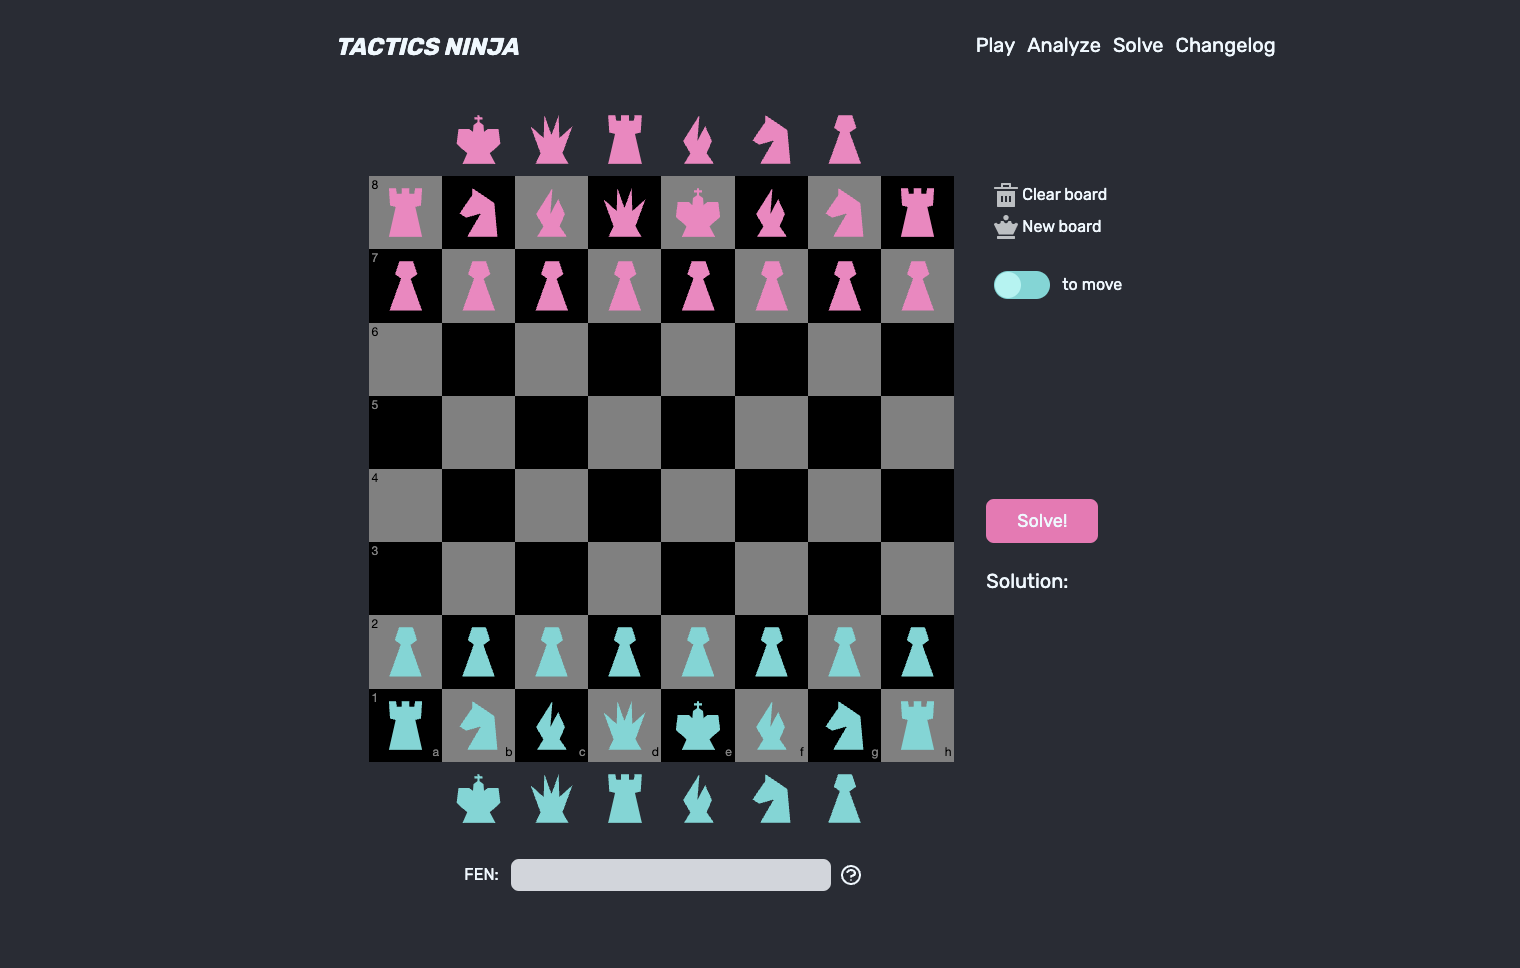 TACTICS NINJA
Play Analyze Solve Changelog
8
Clear board
New board
7
to move
6
5
4
Solve!
3
Solution:
2
1
a b c d e f g h
FEN:
?